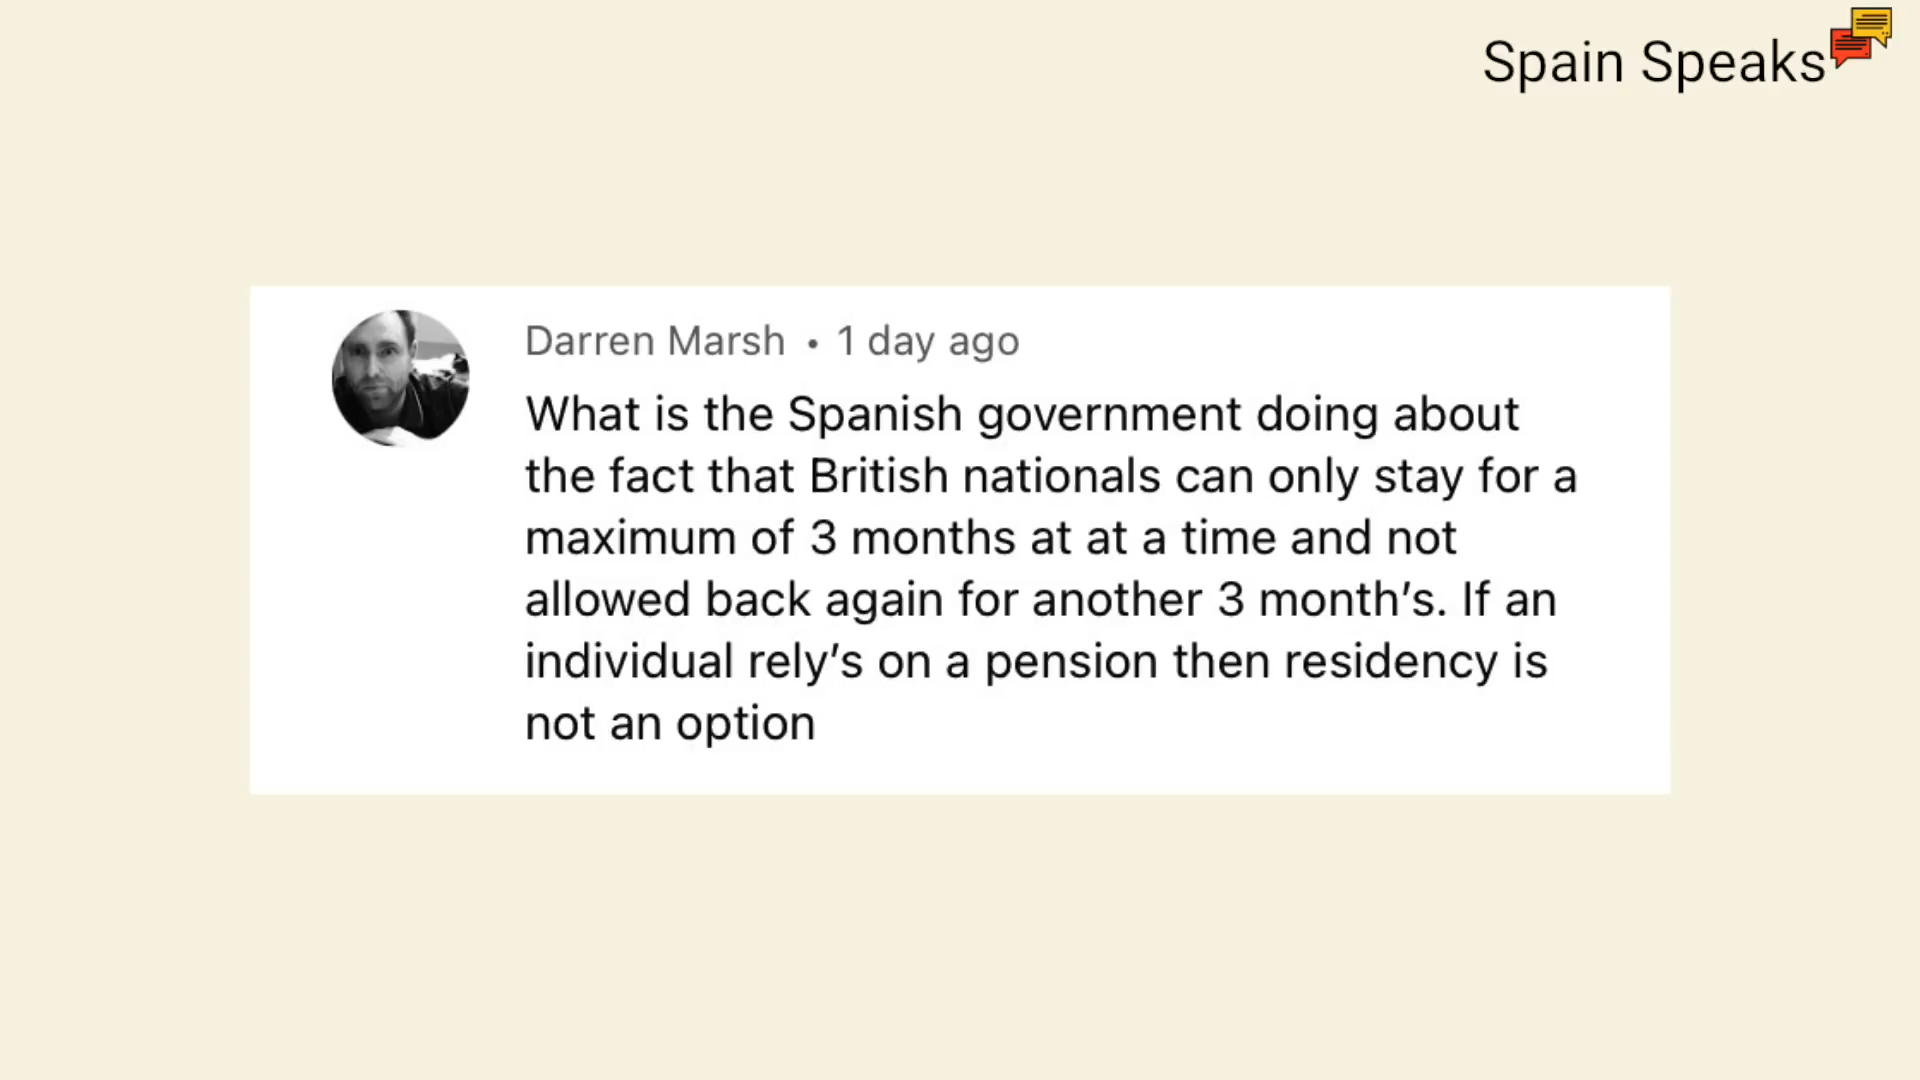 Spain Speaks
Darren Marsh • 1 day ago
What is the Spanish government doing about
the fact that British nationals can only stay for a
maximum of 3 months at at a time and not
allowed back again for another 3 month’s. If an
individual rely’s on a pension then residency is
not an option